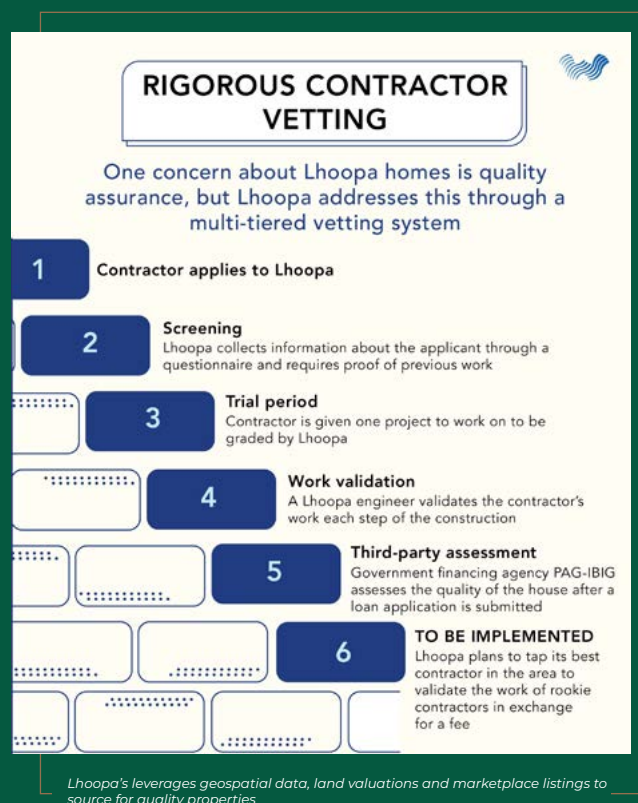 RIGOROUS CONTRACTOR
VETTING
One concern about Lhoopa homes is quality
assurance, but Lhoopa addresses this through a
multi-tiered vetting system
1
Contractor applies to Lhoopa
2
Screening
Lhoopa collects information about the applicant through a
questionnaire and requires proof of previous work
3
Trial period
Contractor is given one project to work on to be
graded by Lhoopa
4
Work validation
A Lhoopa engineer validates the contractor's
work each step of the construction
5
Third-party assessment
Government financing agency PAG-IBIG
assesses the quality of the house after a
loan application is submitted
6
TO BE IMPLEMENTED
Lhoopa plans to tap its best
contractor in the area to
validate the work of rookie
contractors in exchange
for a fee
Lhoopa's leverages geospatial data, land valuations and marketplace listings to
source for quality properties